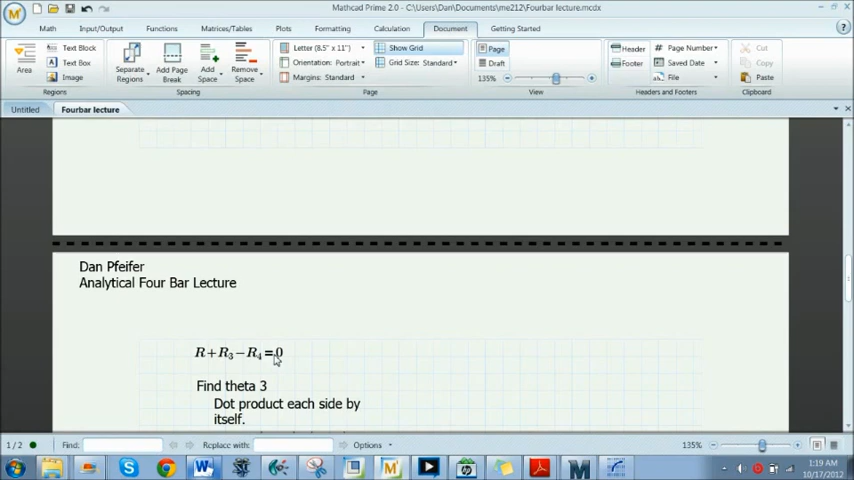 Mathcad Prime 2.0 - C:\Users\Dan\Documents\me212\Fourbar lecture.mcdx
Math Input/Output Functions Matrices/Tables Plots Formatting Calculation Document Getting Started
Area
Text Block
Text Box
Image
Regions
Separate Regions
Add Page Break
Add Space
Remove Space
Spacing
Letter (8.5" x 11")
Orientation: Portrait
Margins: Standard
Show Grid
Grid Size: Standard
Page
Page
Draft
135%
View
Header
Footer
Page Number
Saved Date
File
Headers and Footers
Cut
Copy
Paste
Clipboard
Untitled Fourbar lecture
Dan Pfeifer
Analytical Four Bar Lecture
R+R₃−R₄=0
Find theta 3
Dot product each side by
itself.
1 / 2 Find: Replace with: Options 135%
1:19 AM
10/17/2012